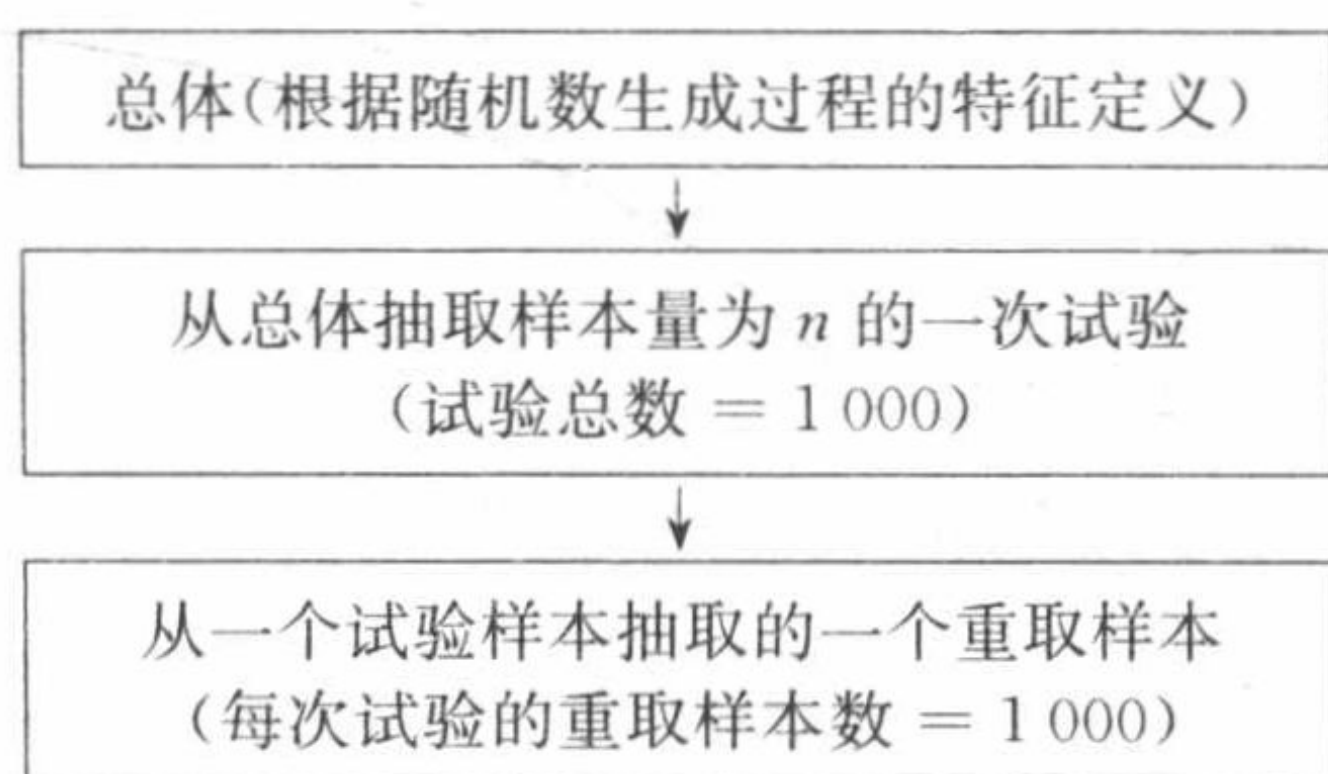 总体(根据随机数生成过程的特征定义)
从总体抽取样本量为 n 的一次试验
(试验总数 = 1 000)
从一个试验样本抽取的一个重取样本
(每次试验的重取样本数 = 1 000)